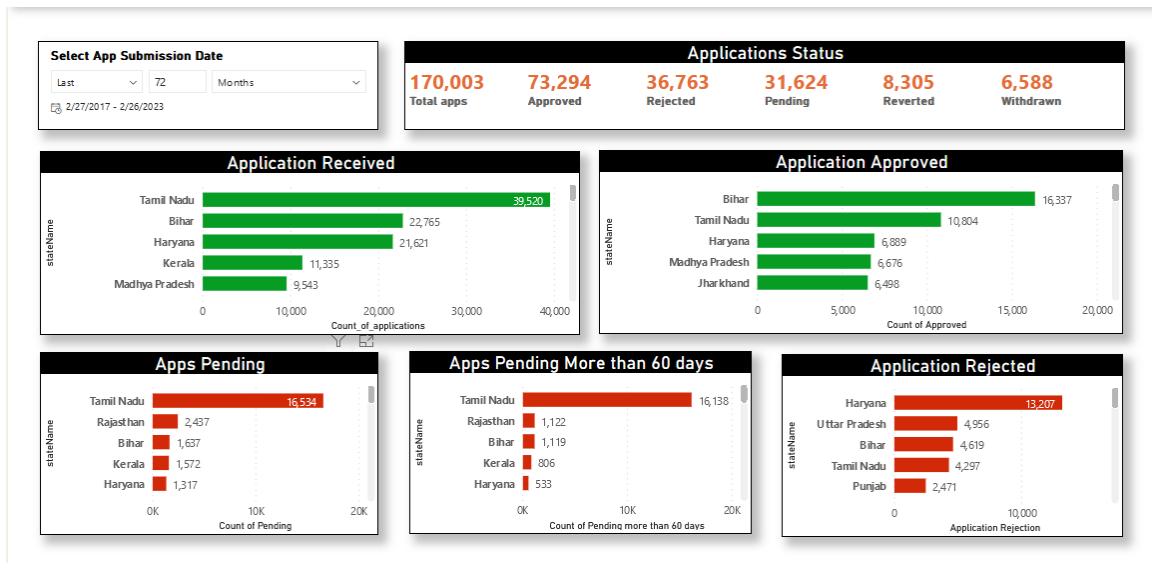 Select App Submission Date
Last 72 Months
2/27/2017 - 2/26/2023
Applications Status
170,003 73,294 36,763 31,624 8,305 6,588
Total apps Approved Rejected Pending Reverted Withdrawn
Application Received
stateName
Tamil Nadu 39,520
Bihar 22,765
Haryana 21,621
Kerala 11,335
Madhya Pradesh 9,543
0 10,000 20,000 30,000 40,000
Count_of_applications
Application Approved
stateName
Bihar 16,337
Tamil Nadu 10,804
Haryana 6,889
Madhya Pradesh 6,676
Jharkhand 6,498
0 5,000 10,000 15,000 20,000
Count of Approved
Apps Pending
stateName
Tamil Nadu 16,534
Rajasthan 2,437
Bihar 1,637
Kerala 1,572
Haryana 1,317
0K 10K 20K
Count of Pending
Apps Pending More than 60 days
stateName
Tamil Nadu 16,138
Rajasthan 1,122
Bihar 1,119
Kerala 806
Haryana 533
0K 10K 20K
Count of Pending more than 60 days
Application Rejected
stateName
Haryana 13,207
Uttar Pradesh 4,956
Bihar 4,619
Tamil Nadu 4,297
Punjab 2,471
0 10,000
Application Rejection